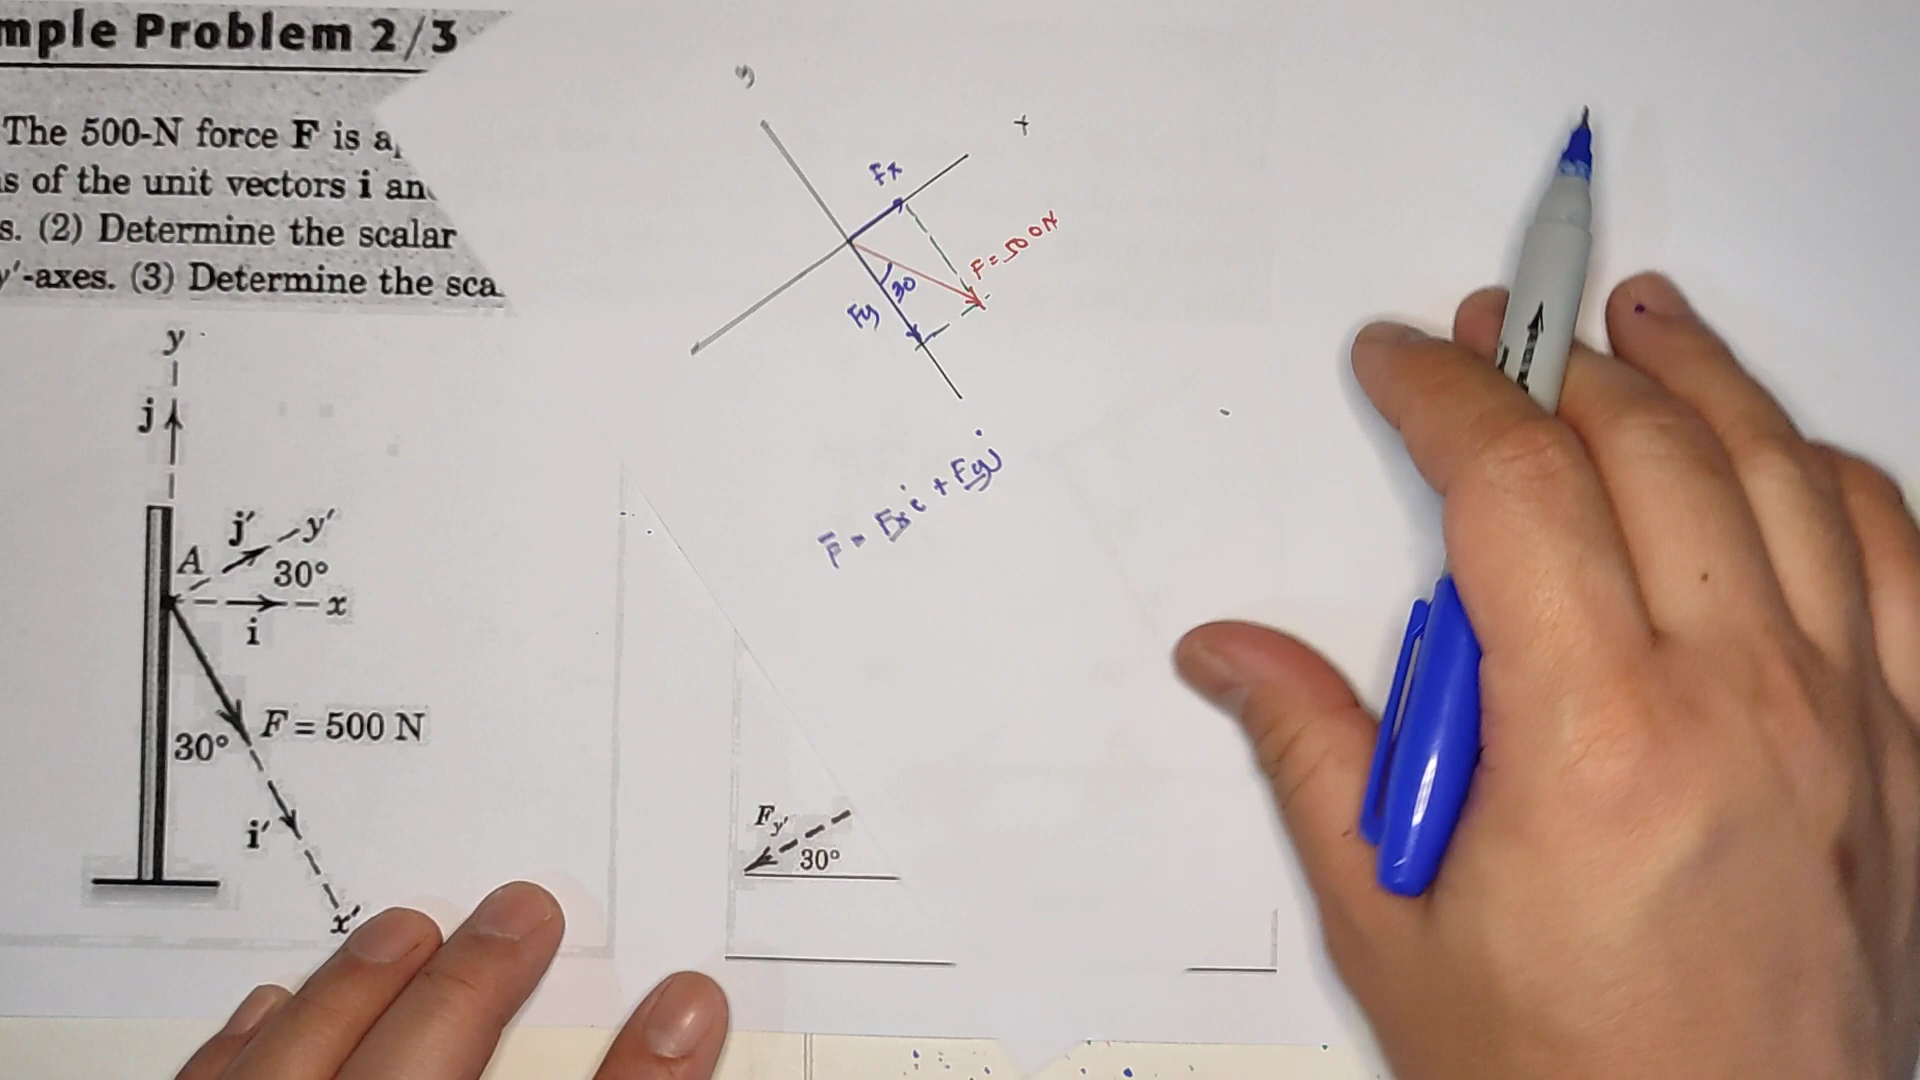 mple Problem 2/3
The 500-N force F is a
s of the unit vectors i an
s. (2) Determine the scalar
y'-axes. (3) Determine the sca
y
j
j' y'
A 30°
x
i
F = 500 N
30°
i'
x'
y
x
Fx
F = 500N
30
Fy
F̄ = Fxi + Fyj
Fy'
30°